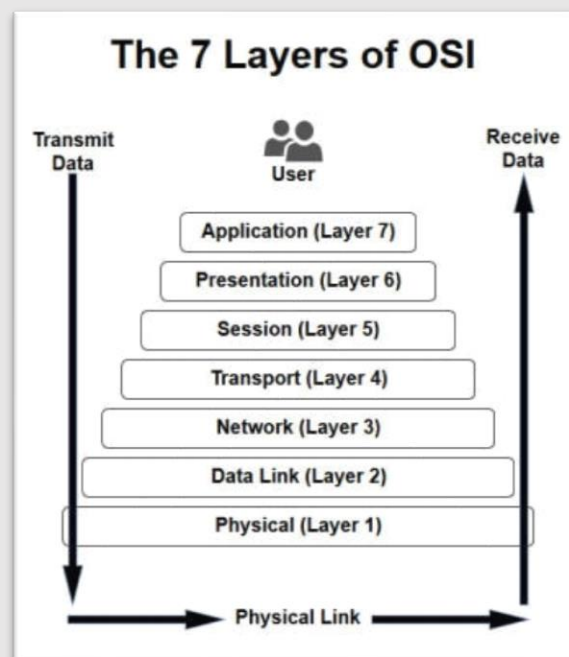 The 7 Layers of OSI
Transmit
Data
User
Receive
Data
Application (Layer 7)
Presentation (Layer 6)
Session (Layer 5)
Transport (Layer 4)
Network (Layer 3)
Data Link (Layer 2)
Physical (Layer 1)
Physical Link